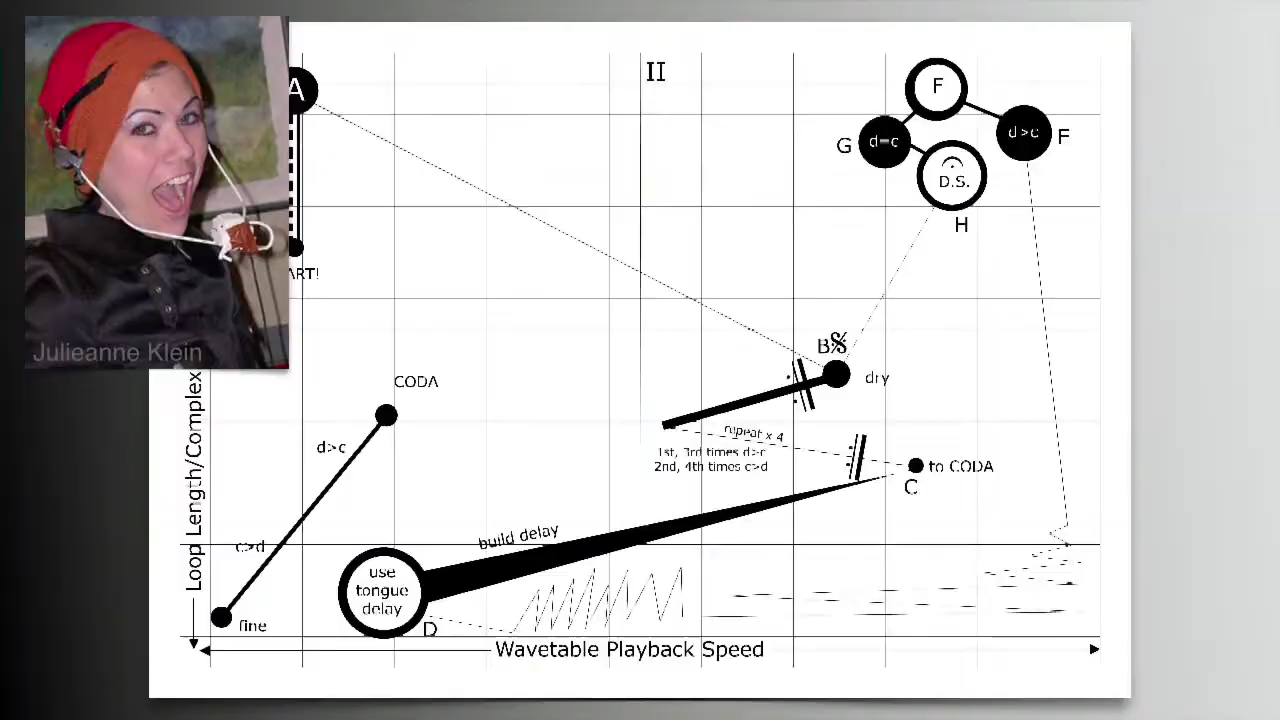 Julieanne Klein
II
A
ART!
F
d=c
G
d>c
F
D.S.
H
B
dry
CODA
d>c
c>d
fine
repeat x 4
1st, 3rd times d>c
2nd, 4th times c>d
to CODA
C
build delay
use
tongue
delay
D
Loop Length/Complex
Wavetable Playback Speed